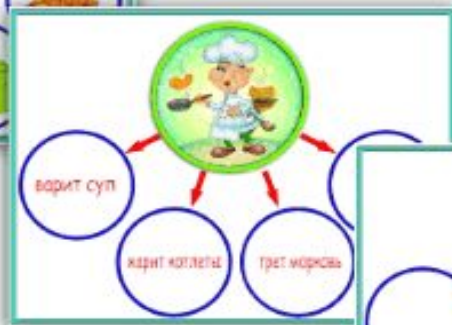 варит суп
жарит котлеты
трет морковь